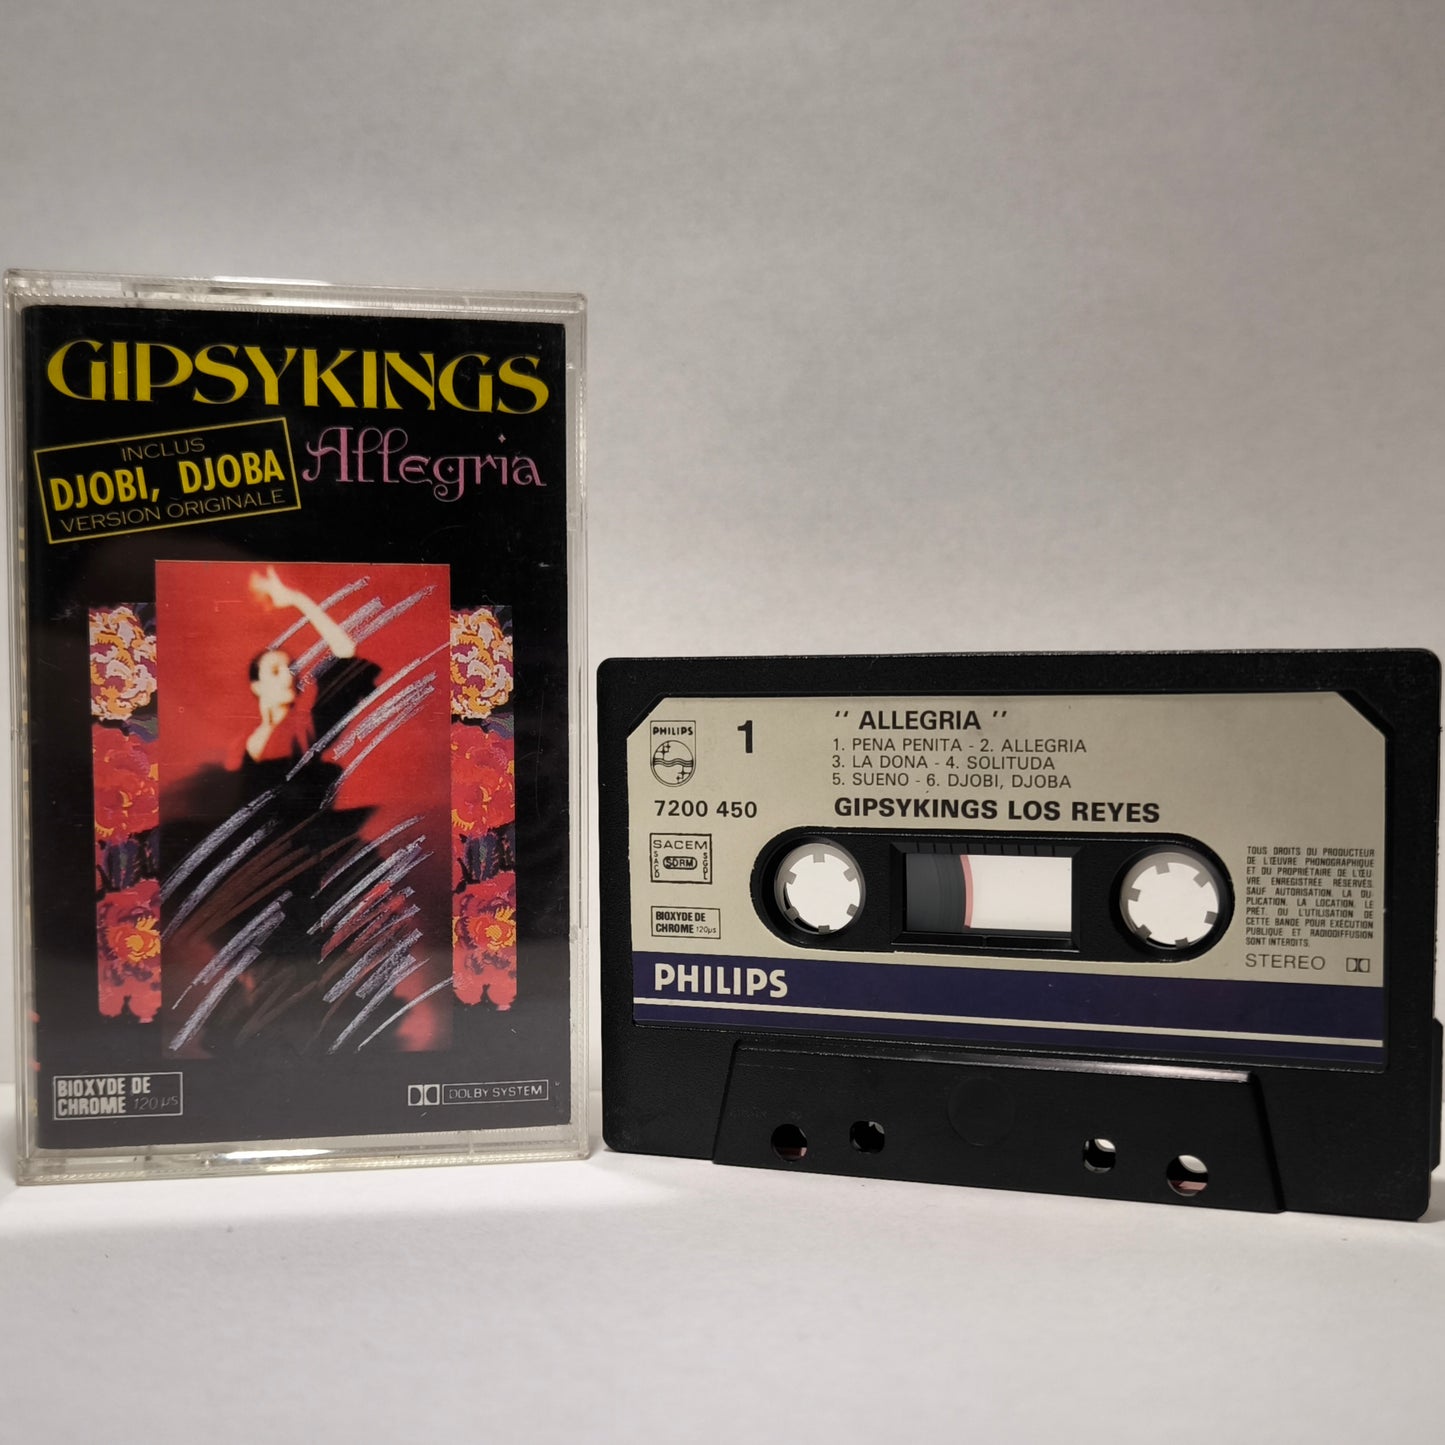 GIPSYKINGS
INCLUS
DJOBI, DJOBA
VERSION ORIGINALE
Allegria
BIOXYDE DE
CHROME 120 µs
DOLBY SYSTEM
PHILIPS
1
7200 450
SACEM
SACD
SDRM
SGDL
BIOXYDE DE
CHROME 120µs
" ALLEGRIA "
1. PENA PENITA - 2. ALLEGRIA
3. LA DONA - 4. SOLITUDA
5. SUENO - 6. DJOBI, DJOBA
GIPSYKINGS LOS REYES
TOUS DROITS DU PRODUCTEUR
DE L'ŒUVRE PHONOGRAPHIQUE
ET DU PROPRIÉTAIRE DE L'ŒU-
VRE ENREGISTRÉE RÉSERVÉS.
SAUF AUTORISATION, LA DU-
PLICATION, LA LOCATION, LE
PRÊT, OU L'UTILISATION DE
CETTE BANDE POUR EXÉCUTION
PUBLIQUE ET RADIODIFFUSION
SONT INTERDITS.
STEREO
PHILIPS